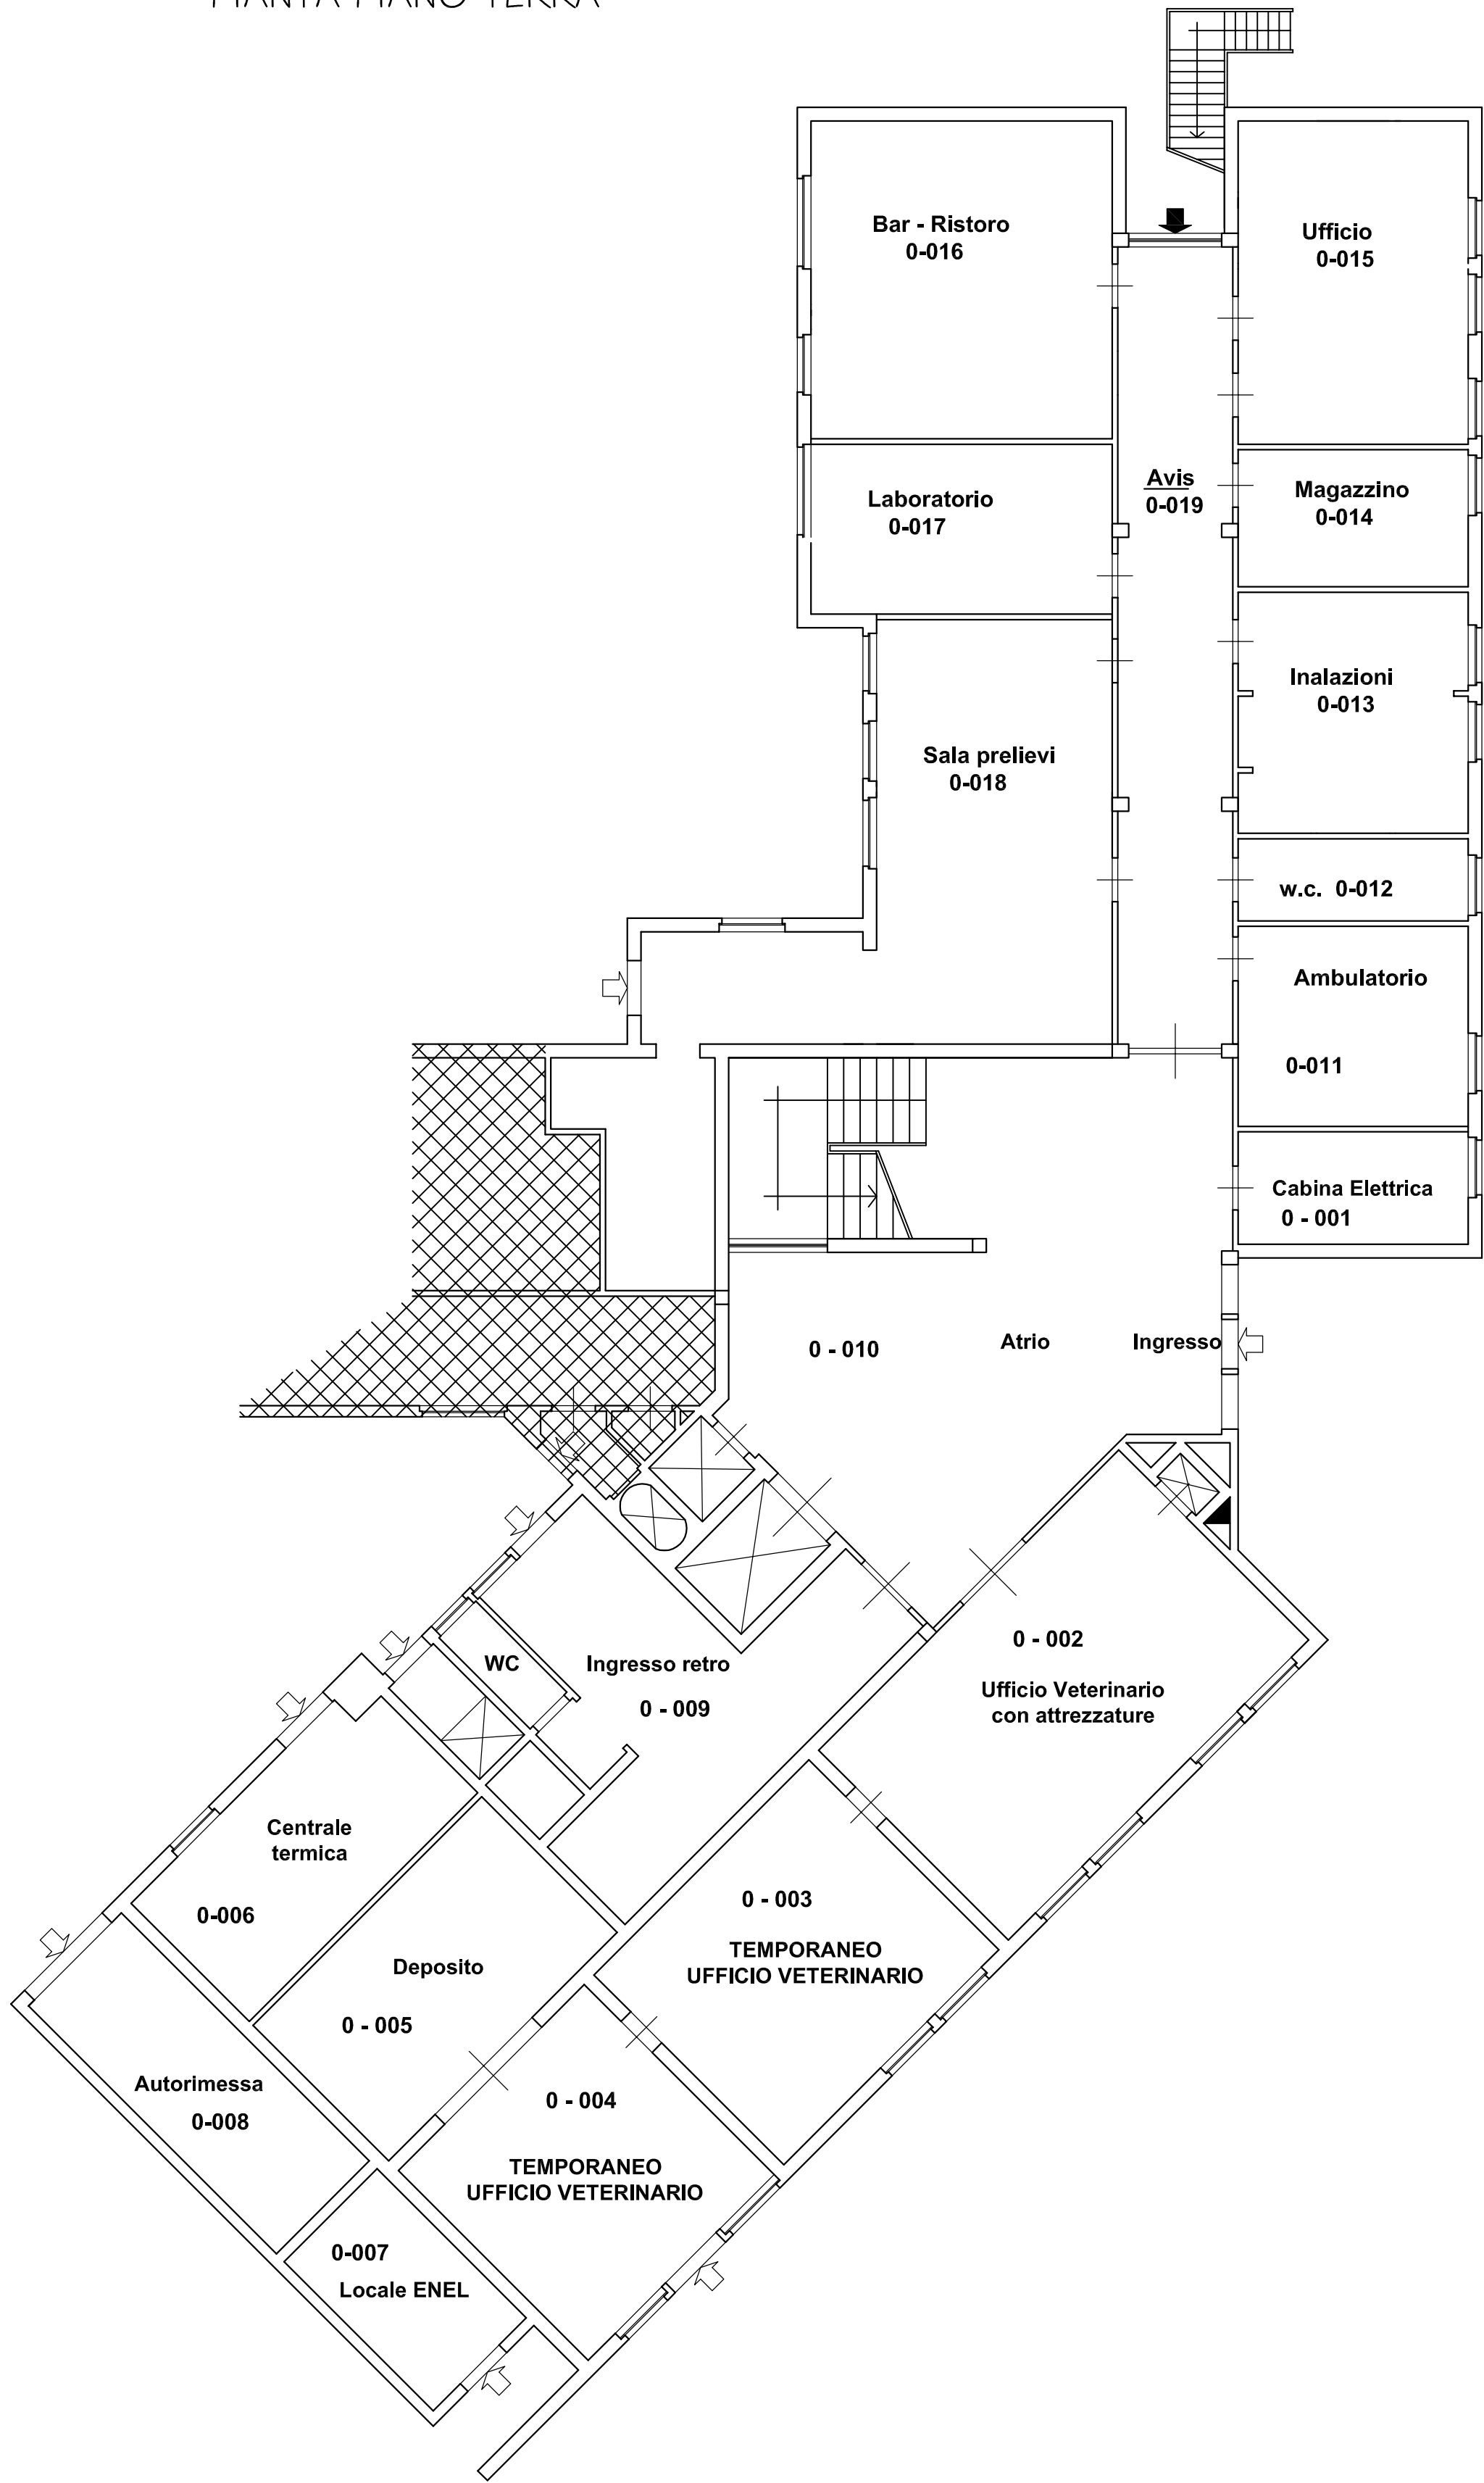 PIANTA PIANO TERRA
Bar - Ristoro
0-016
Ufficio
0-015
Laboratorio
0-017
Avis
0-019
Magazzino
0-014
Inalazioni
0-013
Sala prelievi
0-018
w.c. 0-012
Ambulatorio
0-011
Cabina Elettrica
0 - 001
0 - 010
Atrio
Ingresso
0 - 002
Ufficio Veterinario
con attrezzature
WC
Ingresso retro
0 - 009
Centrale
termica
0-006
0 - 003
TEMPORANEO
UFFICIO VETERINARIO
Deposito
0 - 005
Autorimessa
0-008
0 - 004
TEMPORANEO
UFFICIO VETERINARIO
0-007
Locale ENEL